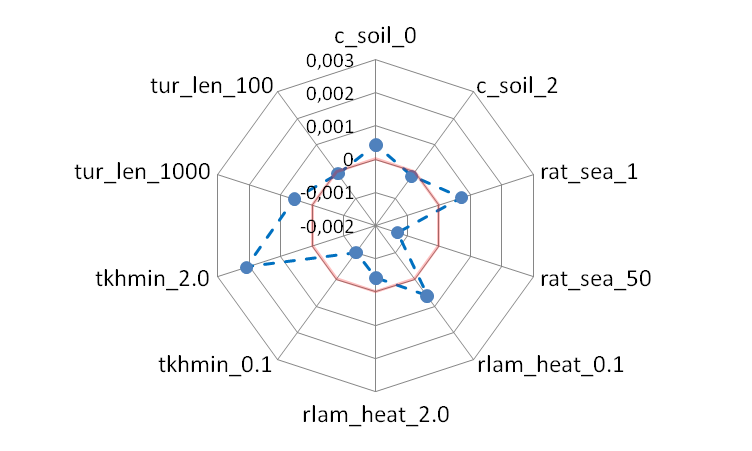 c_soil_0
0,003
c_soil_2
tur_len_100
0,002
0,001
tur_len_1000
0
rat_sea_1
-0,001
-0,002
tkhmin_2.0
rat_sea_50
tkhmin_0.1
rlam_heat_0.1
rlam_heat_2.0